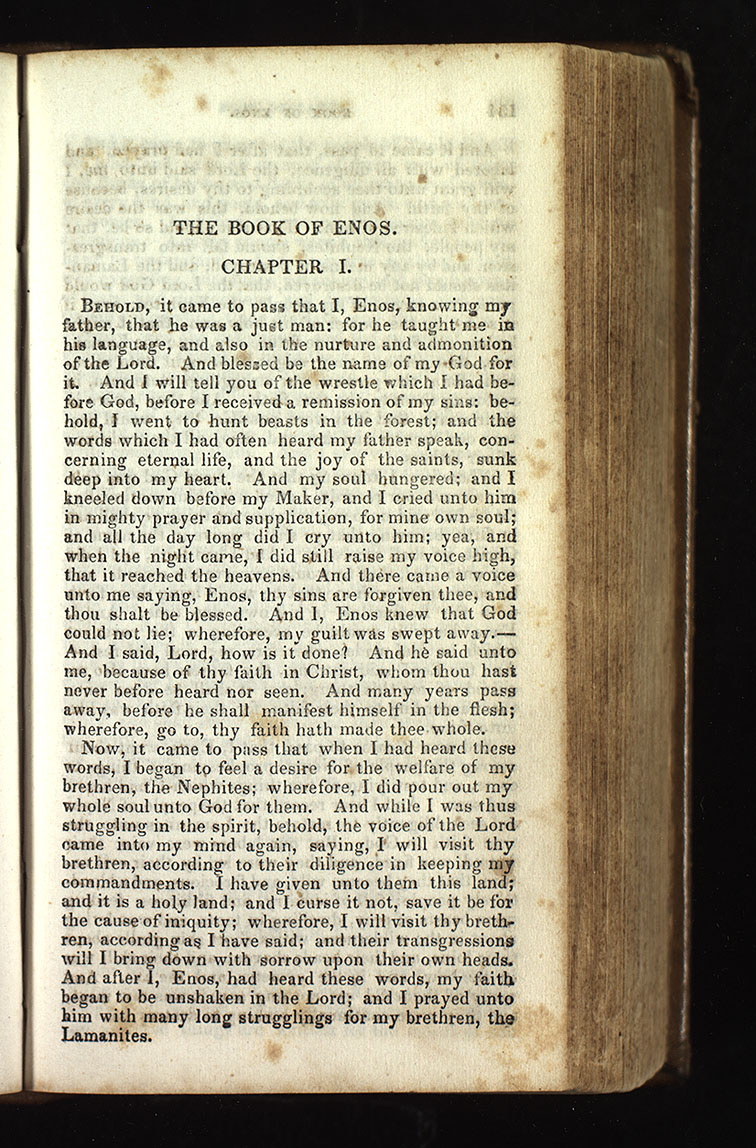 THE BOOK OF ENOS.
CHAPTER I.
BEHOLD, it came to pass that I, Enos, knowing my
father, that he was a just man: for he taught me in
his language, and also in the nurture and admonition
of the Lord. And blessed be the name of my God for
it. And I will tell you of the wrestle which I had be-
fore God, before I received a remission of my sins: be-
hold, I went to hunt beasts in the forest; and the
words which I had often heard my father speak, con-
cerning eternal life, and the joy of the saints, sunk
deep into my heart. And my soul hungered; and I
kneeled down before my Maker, and I cried unto him
in mighty prayer and supplication, for mine own soul;
and all the day long did I cry unto him; yea, and
when the night came, I did still raise my voice high,
that it reached the heavens. And there came a voice
unto me saying, Enos, thy sins are forgiven thee, and
thou shalt be blessed. And I, Enos knew that God
could not lie; wherefore, my guilt was swept away.—
And I said, Lord, how is it done? And he said unto
me, because of thy faith in Christ, whom thou hast
never before heard nor seen. And many years pass
away, before he shall manifest himself in the flesh;
wherefore, go to, thy faith hath made thee whole.
Now, it came to pass that when I had heard these
words, I began to feel a desire for the welfare of my
brethren, the Nephites; wherefore, I did pour out my
whole soul unto God for them. And while I was thus
struggling in the spirit, behold, the voice of the Lord
came into my mind again, saying, I will visit thy
brethren, according to their diligence in keeping my
commandments. I have given unto them this land;
and it is a holy land; and I curse it not, save it be for
the cause of iniquity; wherefore, I will visit thy breth-
ren, according as I have said; and their transgressions
will I bring down with sorrow upon their own heads.
And after I, Enos, had heard these words, my faith
began to be unshaken in the Lord; and I prayed unto
him with many long strugglings for my brethren, the
Lamanites.